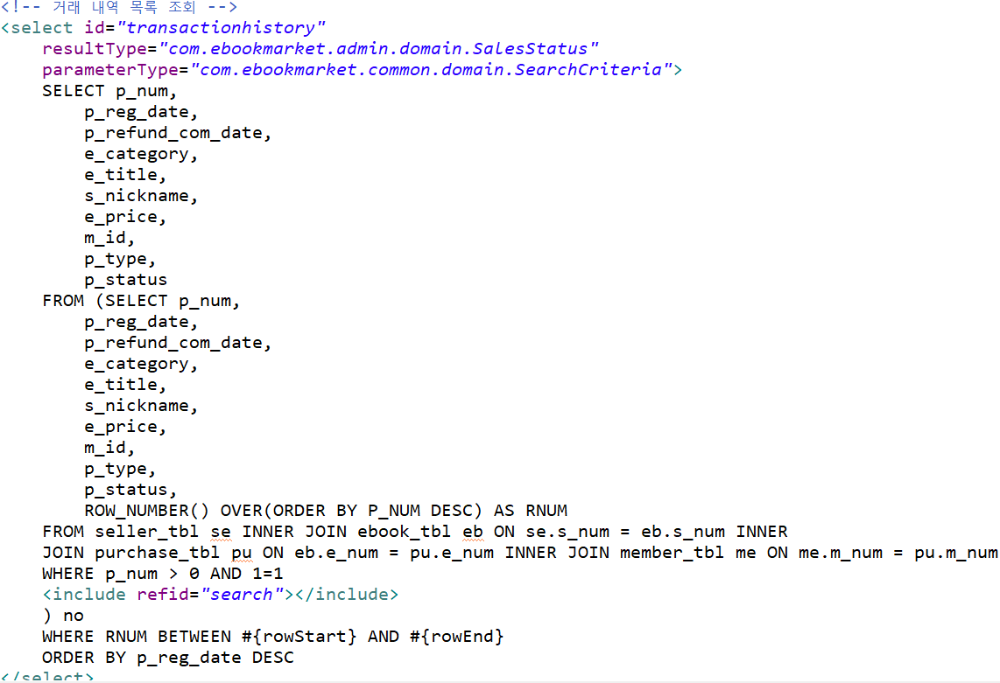 <!-- 거래 내역 목록 조회 -->
<select id="transactionhistory"
resultType="com.ebookmarket.admin.domain.SalesStatus"
parameterType="com.ebookmarket.common.domain.SearchCriteria">
SELECT p_num,
p_reg_date,
p_refund_com_date,
e_category,
e_title,
s_nickname,
e_price,
m_id,
p_type,
p_status
FROM (SELECT p_num,
p_reg_date,
p_refund_com_date,
e_category,
e_title,
s_nickname,
e_price,
m_id,
p_type,
p_status,
ROW_NUMBER() OVER(ORDER BY P_NUM DESC) AS RNUM
FROM seller_tbl se INNER JOIN ebook_tbl eb ON se.s_num = eb.s_num INNER
JOIN purchase_tbl pu ON eb.e_num = pu.e_num INNER JOIN member_tbl me ON me.m_num = pu.m_num
WHERE p_num > 0 AND 1=1
<include refid="search"></include>
) no
WHERE RNUM BETWEEN #{rowStart} AND #{rowEnd}
ORDER BY p_reg_date DESC
</select>